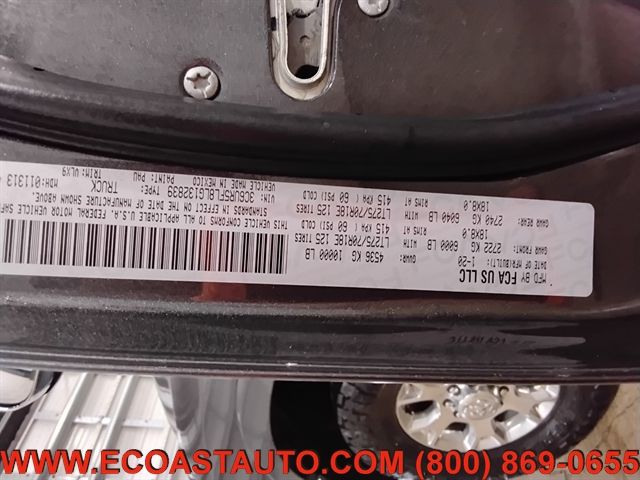 MFD BY FCA US LLC
DATE OF MFR(BUILT): 1-20
GVWR: 4536 KG 10000 LB
GAWR FRONT: 2722 KG 6000 LB WITH LT275/70R18E 125 TIRES
18X8.0 RIMS AT 415 KPA ( 60 PSI COLD
GAWR REAR: 2740 KG 6040 LB WITH LT275/70R18E 125 TIRES
18X8.0 RIMS AT 415 KPA ( 60 PSI COLD
THIS VEHICLE CONFORMS TO ALL APPLICABLE U.S.A. FEDERAL MOTOR VEHICLE SAF
STANDARDS IN EFFECT ON THE DATE OF MANUFACTURE SHOWN ABOVE.
TYPE: TRUCK
VEHICLE MADE IN MEXICO PAINT: PAU TRIM: VLX9 MDH:011313
WWW.ECOASTAUTO.COM (800) 869-0655